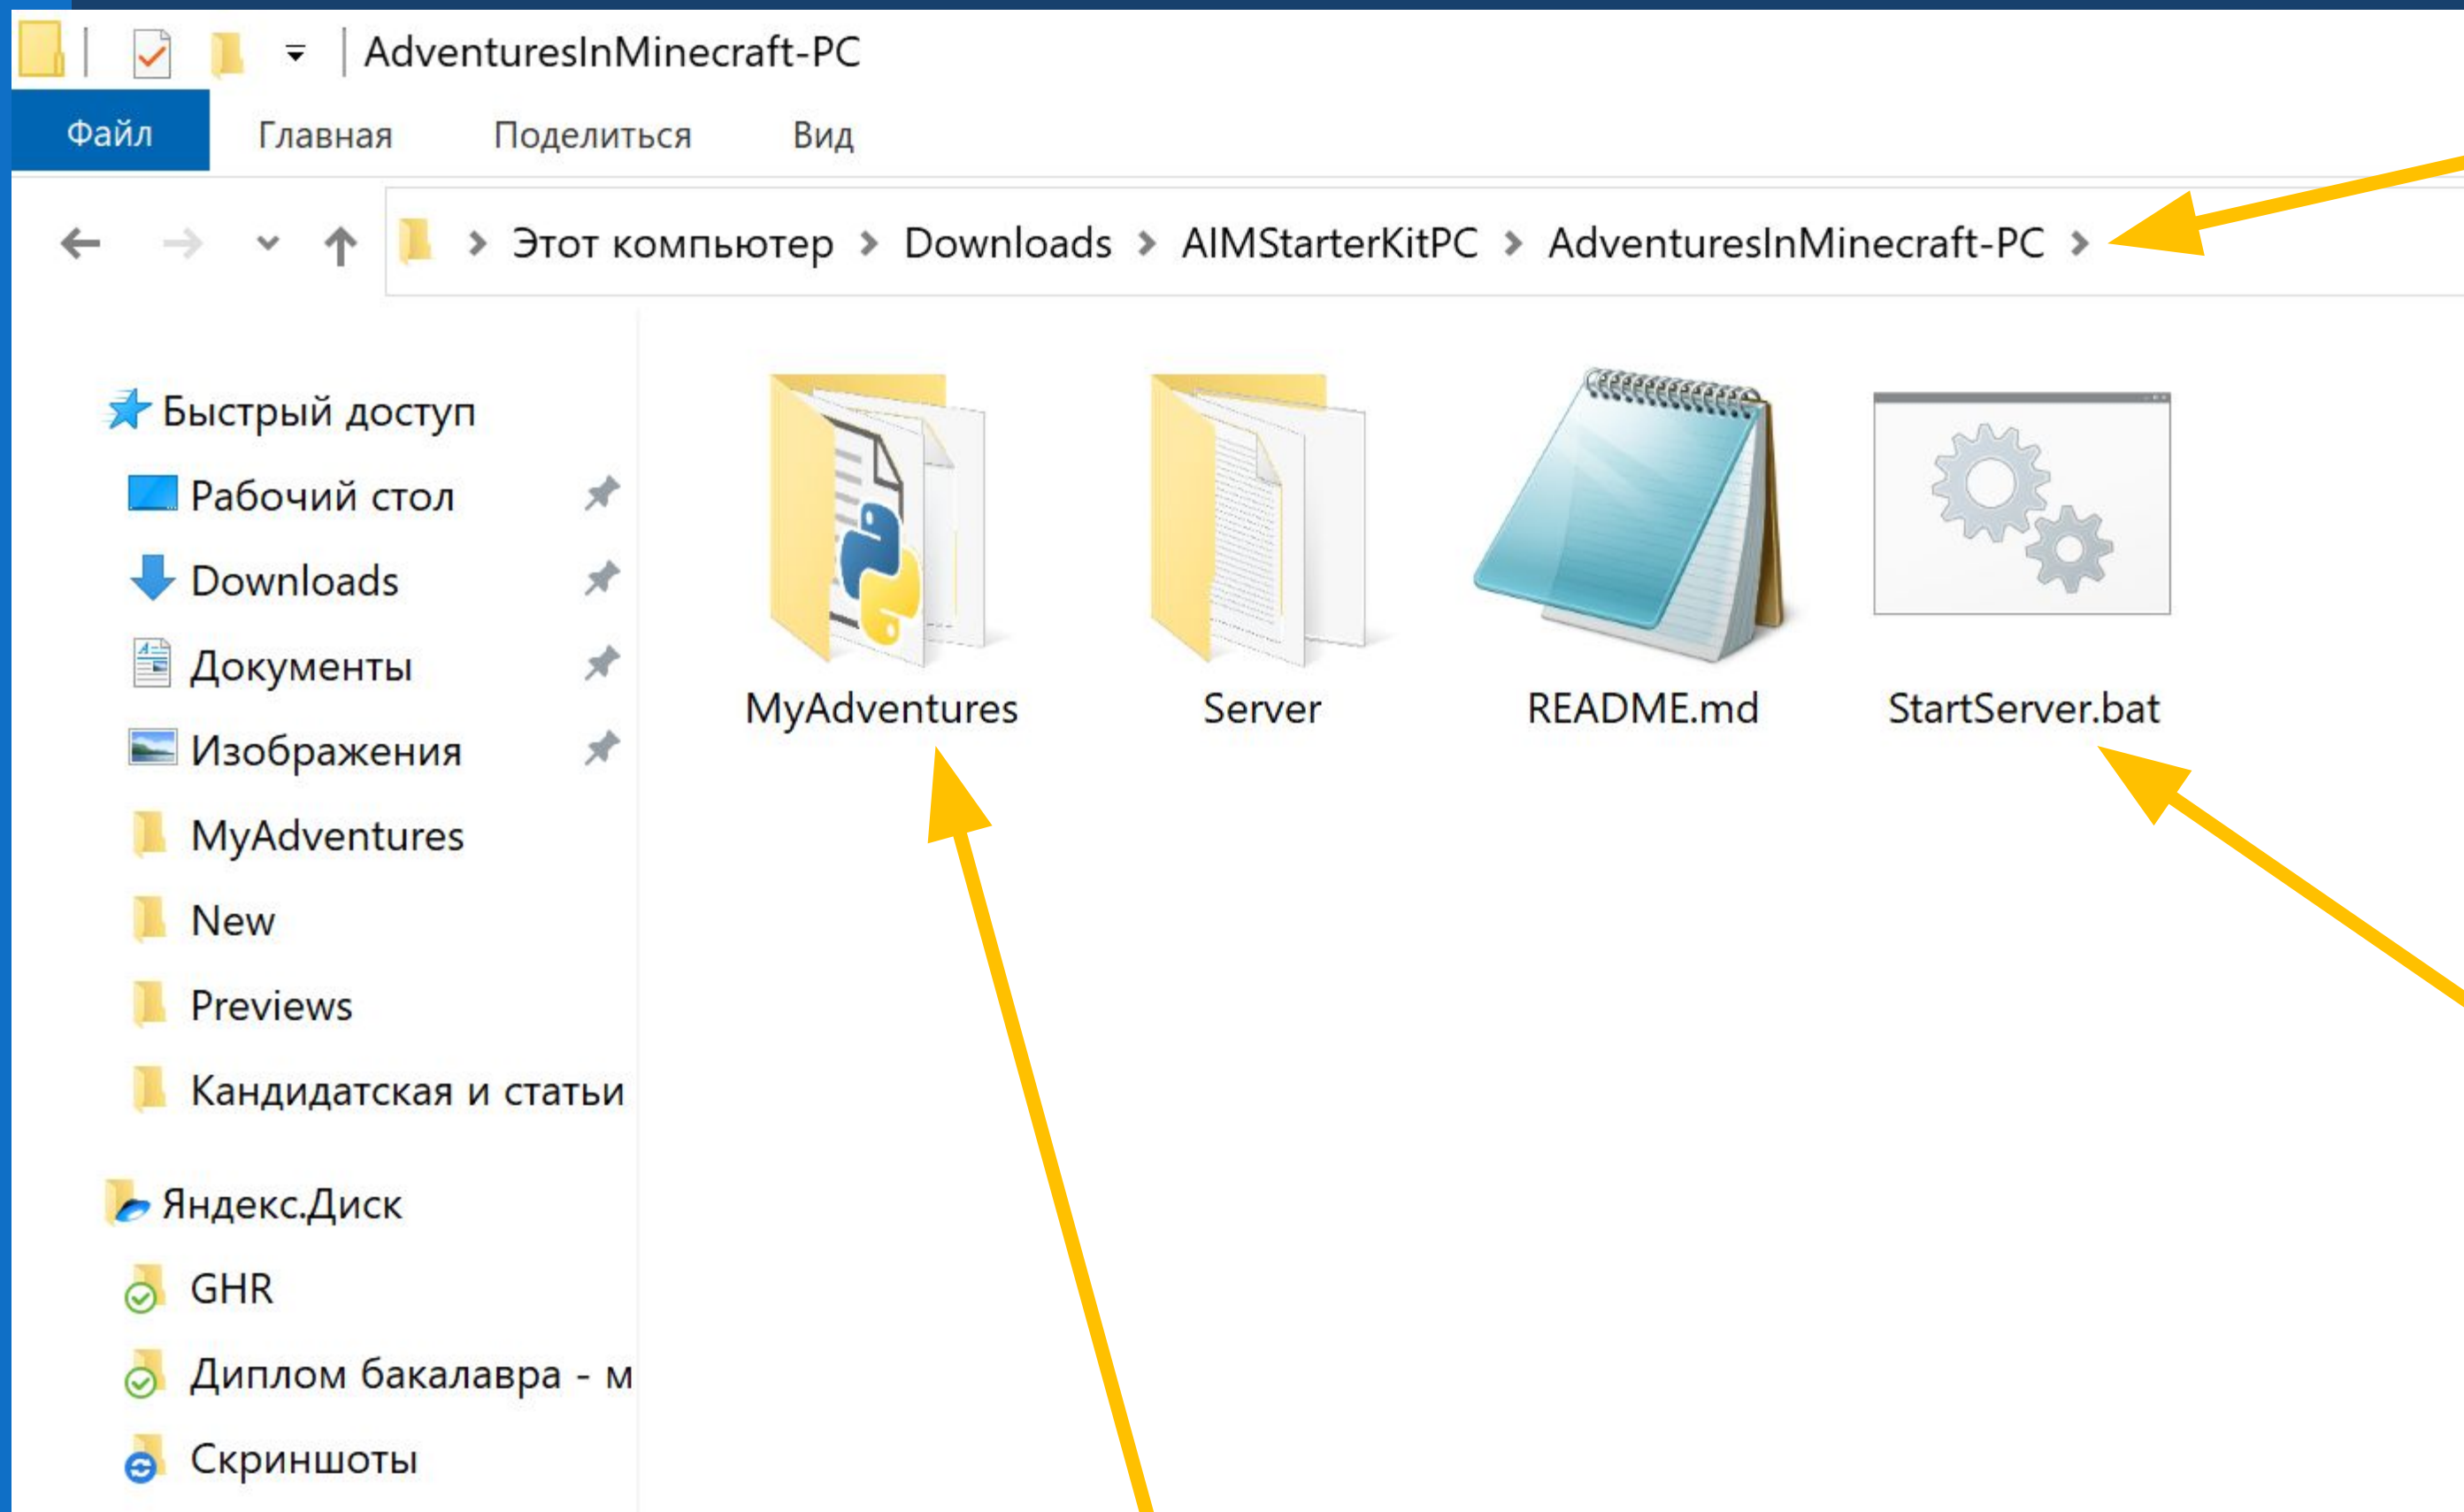 AdventuresInMinecraft-PC
Файл Главная Поделиться Вид
Этот компьютер Downloads AIMStarterKitPC AdventuresInMinecraft-PC
Быстрый доступ
Рабочий стол
Downloads
Документы
Изображения
MyAdventures
New
Previews
Кандидатская и статьи
Яндекс.Диск
GHR
Диплом бакалавра - м
Скриншоты
MyAdventures Server README.md StartServer.bat